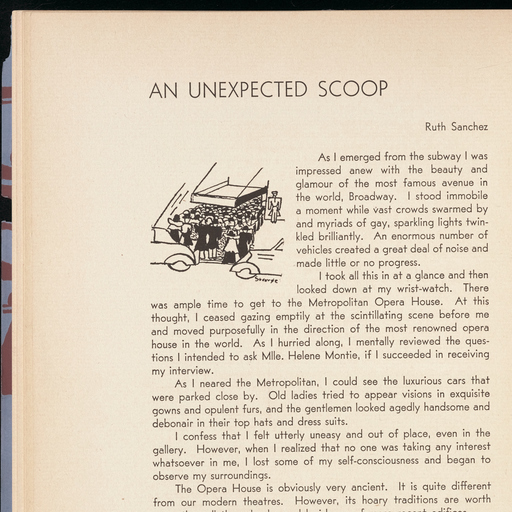 AN UNEXPECTED SCOOP
Ruth Sanchez
As I emerged from the subway I was
impressed anew with the beauty and
glamour of the most famous avenue in
the world, Broadway. I stood immobile
a moment while vast crowds swarmed by
and myriads of gay, sparkling lights twin-
kled brilliantly. An enormous number of
vehicles created a great deal of noise and
made little or no progress.
I took all this in at a glance and then
looked down at my wrist-watch. There
was ample time to get to the Metropolitan Opera House. At this
thought, I ceased gazing emptily at the scintillating scene before me
and moved purposefully in the direction of the most renowned opera
house in the world. As I hurried along, I mentally reviewed the ques-
tions I intended to ask Mlle. Helene Montie, if I succeeded in receiving
my interview.
As I neared the Metropolitan, I could see the luxurious cars that
were parked close by. Old ladies tried to appear visions in exquisite
gowns and opulent furs, and the gentlemen looked agedly handsome and
debonair in their top hats and dress suits.
I confess that I felt utterly uneasy and out of place, even in the
gallery. However, when I realized that no one was taking any interest
whatsoever in me, I lost some of my self-consciousness and began to
observe my surroundings.
The Opera House is obviously very ancient. It is quite different
from our modern theatres. However, its hoary traditions are worth